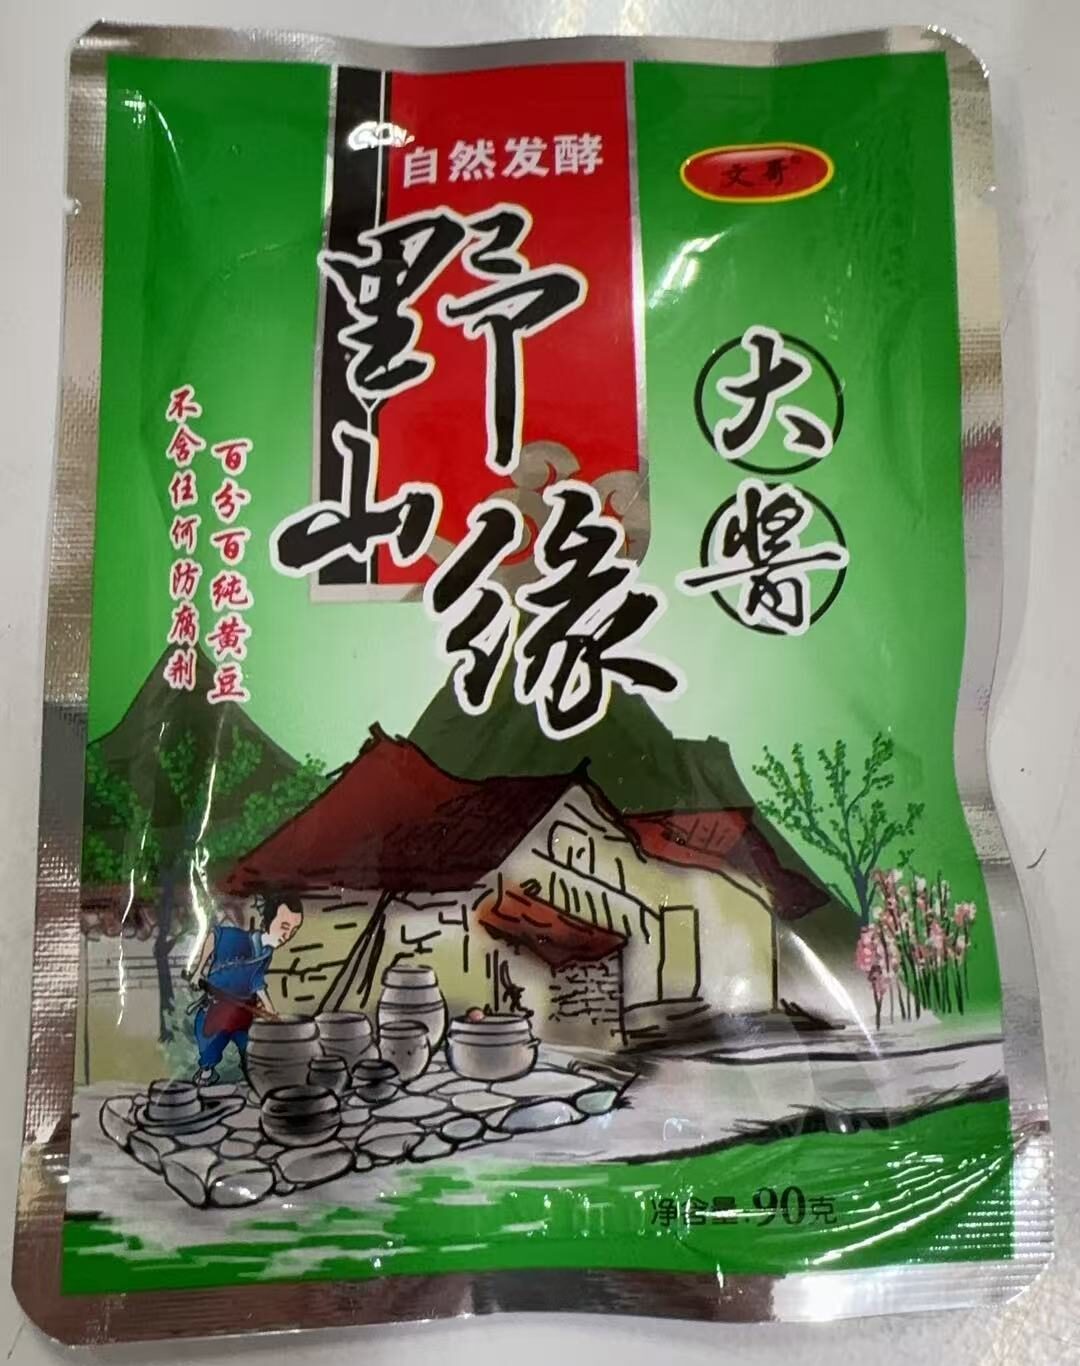 自然发酵
文哥®
野山缘
大酱
百分百纯黄豆
不含任何防腐剂
净含量:90克